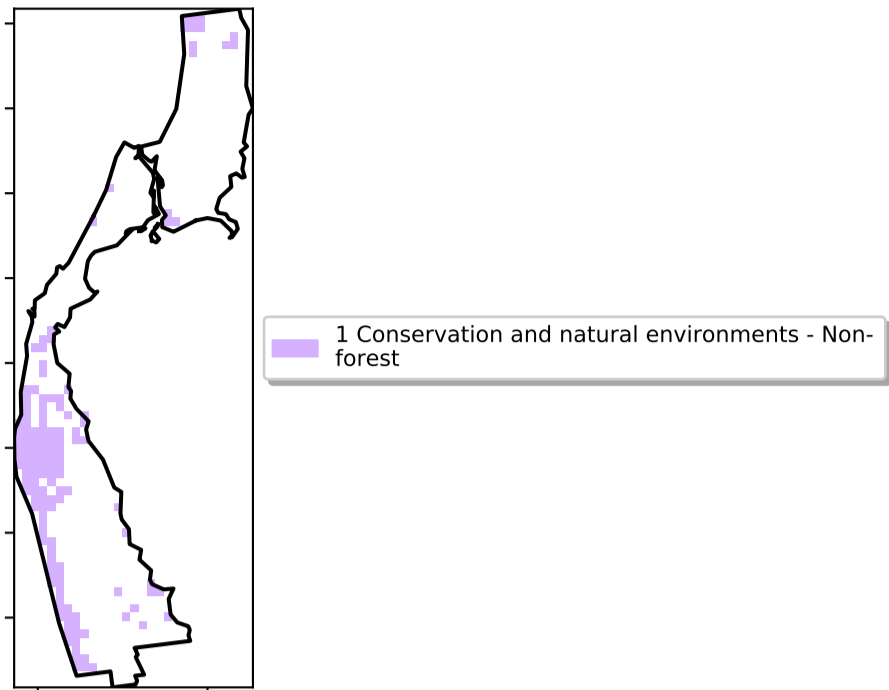 1 Conservation and natural environments - Non-
forest